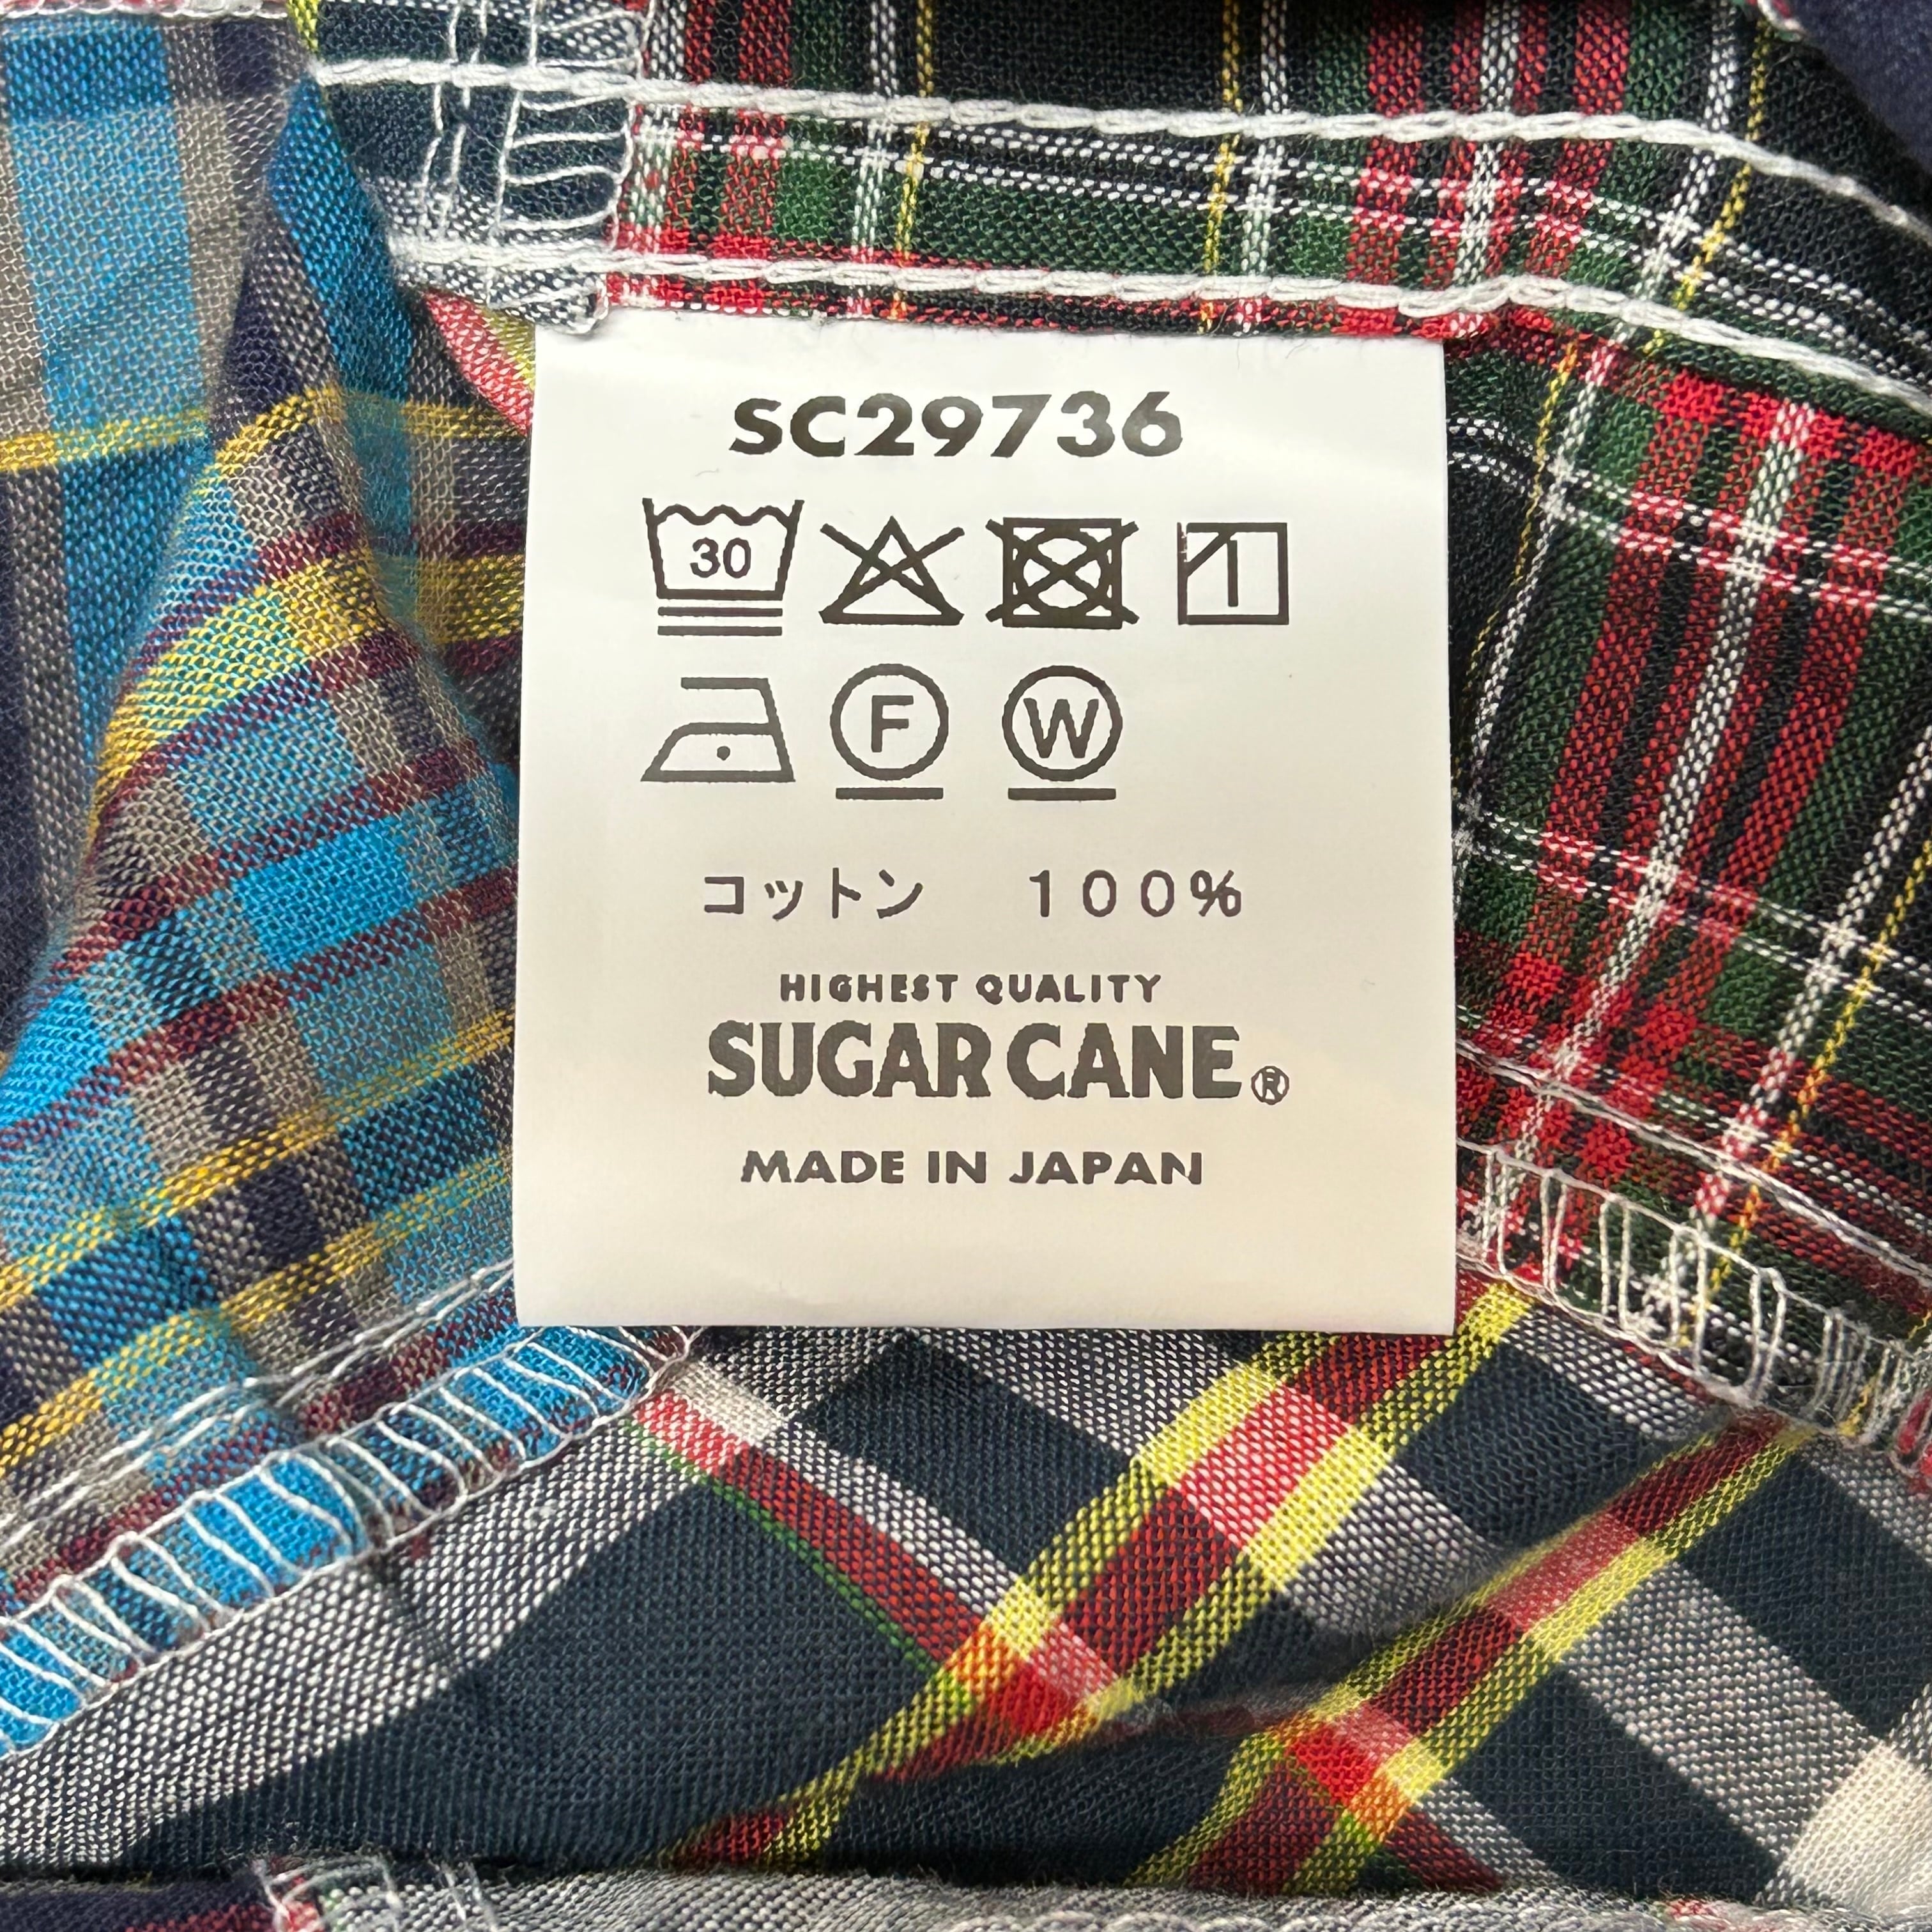 SC29736
30
F W
コットン　１００％
HIGHEST QUALITY
SUGAR CANE®
MADE IN JAPAN